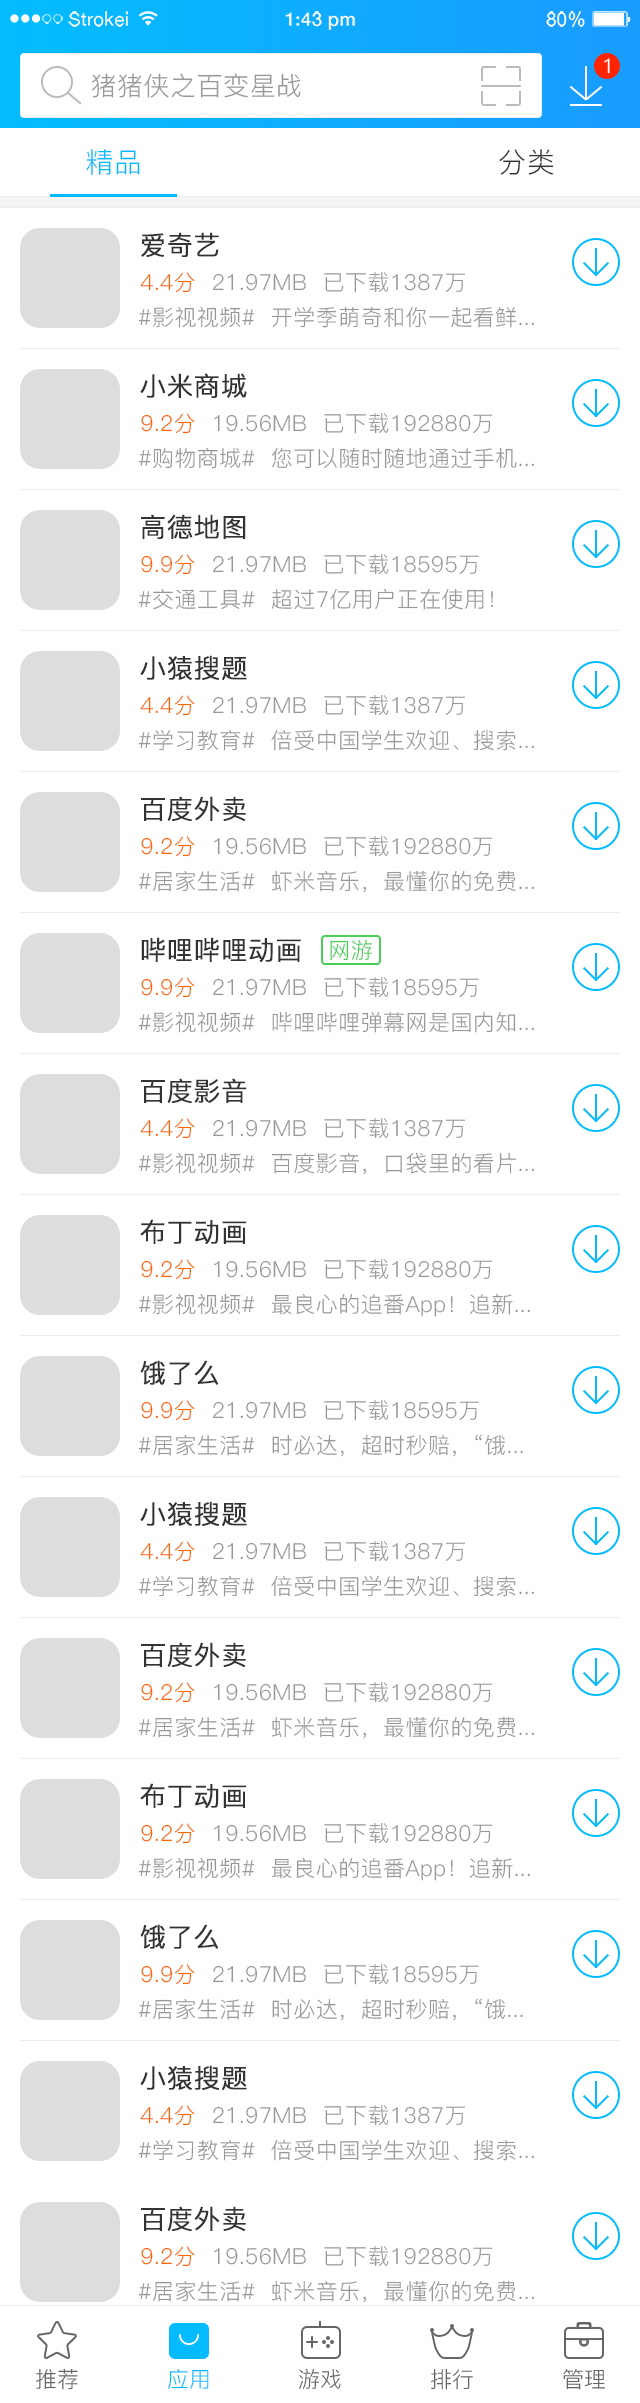 Strokei 1:43 pm 80%
猪猪侠之百变星战 1
精品 分类
爱奇艺
4.4分 21.97MB 已下载1387万
#影视视频# 开学季萌奇和你一起看鲜...
小米商城
9.2分 19.56MB 已下载192880万
#购物商城# 您可以随时随地通过手机...
高德地图
9.9分 21.97MB 已下载18595万
#交通工具# 超过7亿用户正在使用！
小猿搜题
4.4分 21.97MB 已下载1387万
#学习教育# 倍受中国学生欢迎、搜索...
百度外卖
9.2分 19.56MB 已下载192880万
#居家生活# 虾米音乐，最懂你的免费...
哔哩哔哩动画 网游
9.9分 21.97MB 已下载18595万
#影视视频# 哔哩哔哩弹幕网是国内知...
百度影音
4.4分 21.97MB 已下载1387万
#影视视频# 百度影音，口袋里的看片...
布丁动画
9.2分 19.56MB 已下载192880万
#影视视频# 最良心的追番App！追新...
饿了么
9.9分 21.97MB 已下载18595万
#居家生活# 时必达，超时秒赔，“饿...
小猿搜题
4.4分 21.97MB 已下载1387万
#学习教育# 倍受中国学生欢迎、搜索...
百度外卖
9.2分 19.56MB 已下载192880万
#居家生活# 虾米音乐，最懂你的免费...
布丁动画
9.2分 19.56MB 已下载192880万
#影视视频# 最良心的追番App！追新...
饿了么
9.9分 21.97MB 已下载18595万
#居家生活# 时必达，超时秒赔，“饿...
小猿搜题
4.4分 21.97MB 已下载1387万
#学习教育# 倍受中国学生欢迎、搜索...
百度外卖
9.2分 19.56MB 已下载192880万
#居家生活# 虾米音乐，最懂你的免费...
推荐 应用 游戏 排行 管理